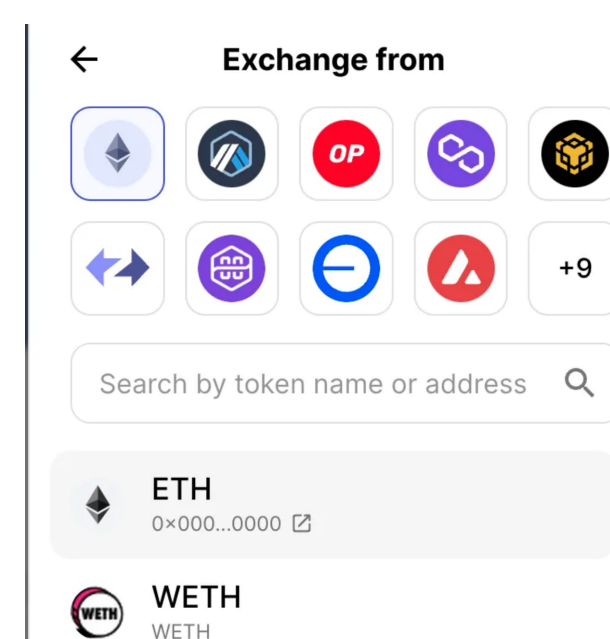 Exchange from
OP
+9
Search by token name or address
ETH
0×000...0000
WETH
WETH
WETH